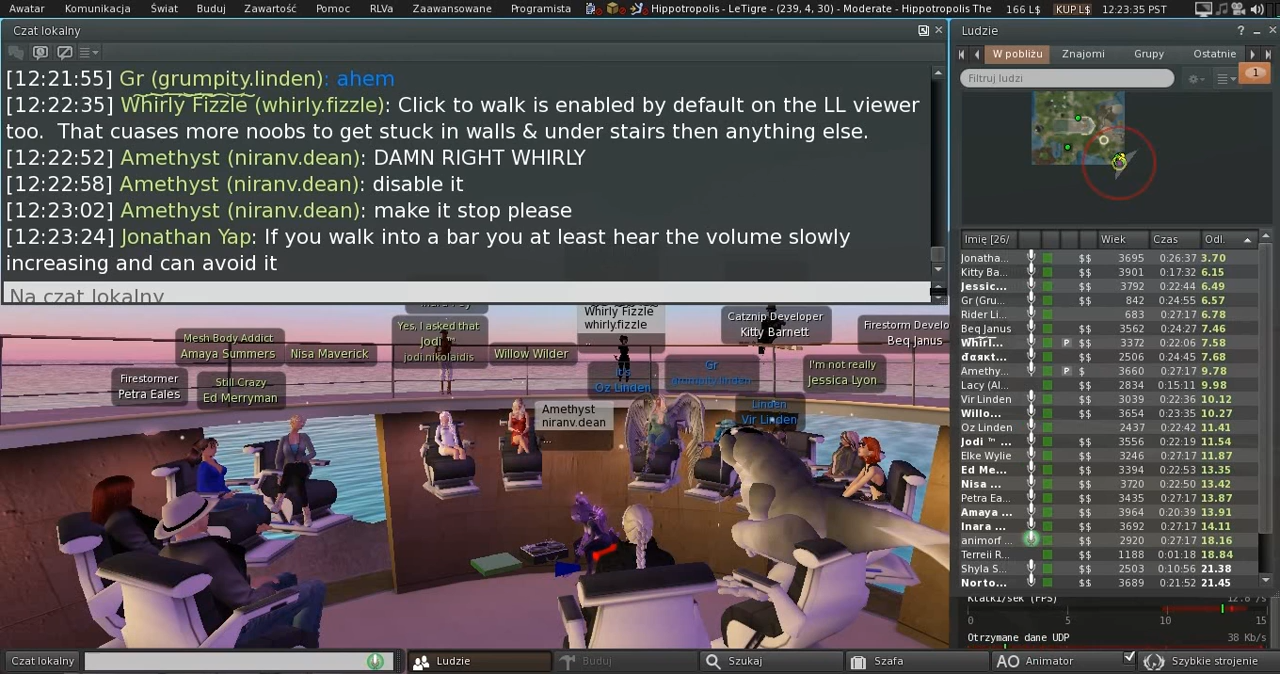 Awatar Komunikacja Świat Buduj Zawartość Pomoc RLVa Zaawansowane Programista Hippotropolis - LeTigre - (239, 4, 30) - Moderate - Hippotropolis The 166 L$ KUP L$ 12:23:35 PST
Czat lokalny
[12:21:55] Gr (grumpity.linden): ahem
[12:22:35] Whirly Fizzle (whirly.fizzle): Click to walk is enabled by default on the LL viewer
too. That cuases more noobs to get stuck in walls & under stairs then anything else.
[12:22:52] Amethyst (niranv.dean): DAMN RIGHT WHIRLY
[12:22:58] Amethyst (niranv.dean): disable it
[12:23:02] Amethyst (niranv.dean): make it stop please
[12:23:24] Jonathan Yap: If you walk into a bar you at least hear the volume slowly
increasing and can avoid it
Na czat lokalny
Whirly Fizzle
whirly.fizzle
..
Catznip Developer
Kitty Barnett
Firestorm Develo
Beq Janus
Mesh Body Addict
Amaya Summers
Nisa Maverick
Yes, I asked that
Jodi ™
jodi.nikolaidis
Willow Wilder
It's
Oz Linden
Gr
grumpity.linden
I'm not really
Jessica Lyon
Firestormer
Petra Eales
Still Crazy
Ed Merryman
Amethyst
niranv.dean
..
Linden
Vir Linden
Ludzie
W pobliżu Znajomi Grupy Ostatnie
1
Filtruj ludzi
Imię [26/ Wiek Czas Odl.
Jonatha... $$ 3695 0:26:37 3.70
Kitty Ba... $$ 3901 0:17:32 6.15
Jessic... $$ 3792 0:22:44 6.49
Gr (Gru... $$ 842 0:24:55 6.57
Rider Li... 683 0:27:17 6.78
Beq Janus $$ 3562 0:24:27 7.46
Whirl... P $$ 3372 0:22:06 7.58
$$ 2506 0:24:45 7.68
Amethy... P $$ 3660 0:27:17 9.78
Lacy (Al... $$ 2834 0:15:11 9.98
Vir Linden $$ 3039 0:22:36 10.12
Willo... $$ 3654 0:23:35 10.27
Oz Linden 2437 0:22:42 11.41
Jodi ™ ... $$ 3556 0:22:19 11.54
Elke Wylie $$ 3246 0:27:17 11.87
Ed Me... $$ 3394 0:22:53 13.35
Nisa ... $$ 3720 0:22:50 13.42
Petra Ea... $$ 3435 0:27:17 13.87
Amaya ... $$ 3964 0:20:39 13.91
Inara ... $$ 3692 0:27:17 14.11
animorf ... $$ 2920 0:27:17 18.16
Terreii R... $$ 1188 0:01:18 18.84
Shyla S... $$ 2503 0:10:56 21.38
Norto... $$ 3689 0:21:52 21.45
Klatki/sek (FPS) 12.8 /s
0 5 10 15
Otrzymane dane UDP 38 Kb/s
Czat lokalny Ludzie Buduj Szukaj Szafa AO Animator Szybkie strojenie